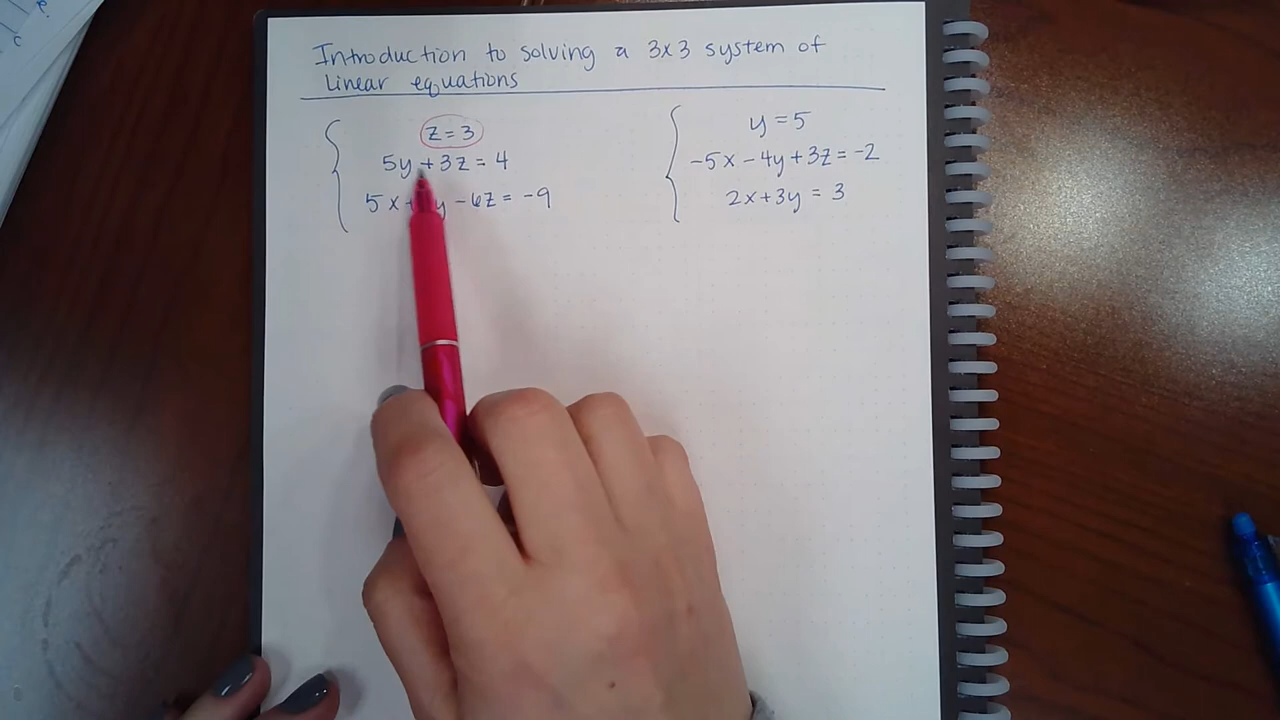 Introduction to solving a 3x3 system of
linear equations
z = 3
5y + 3z = 4
5x + y - 6z = -9
y = 5
-5x - 4y + 3z = -2
2x + 3y = 3